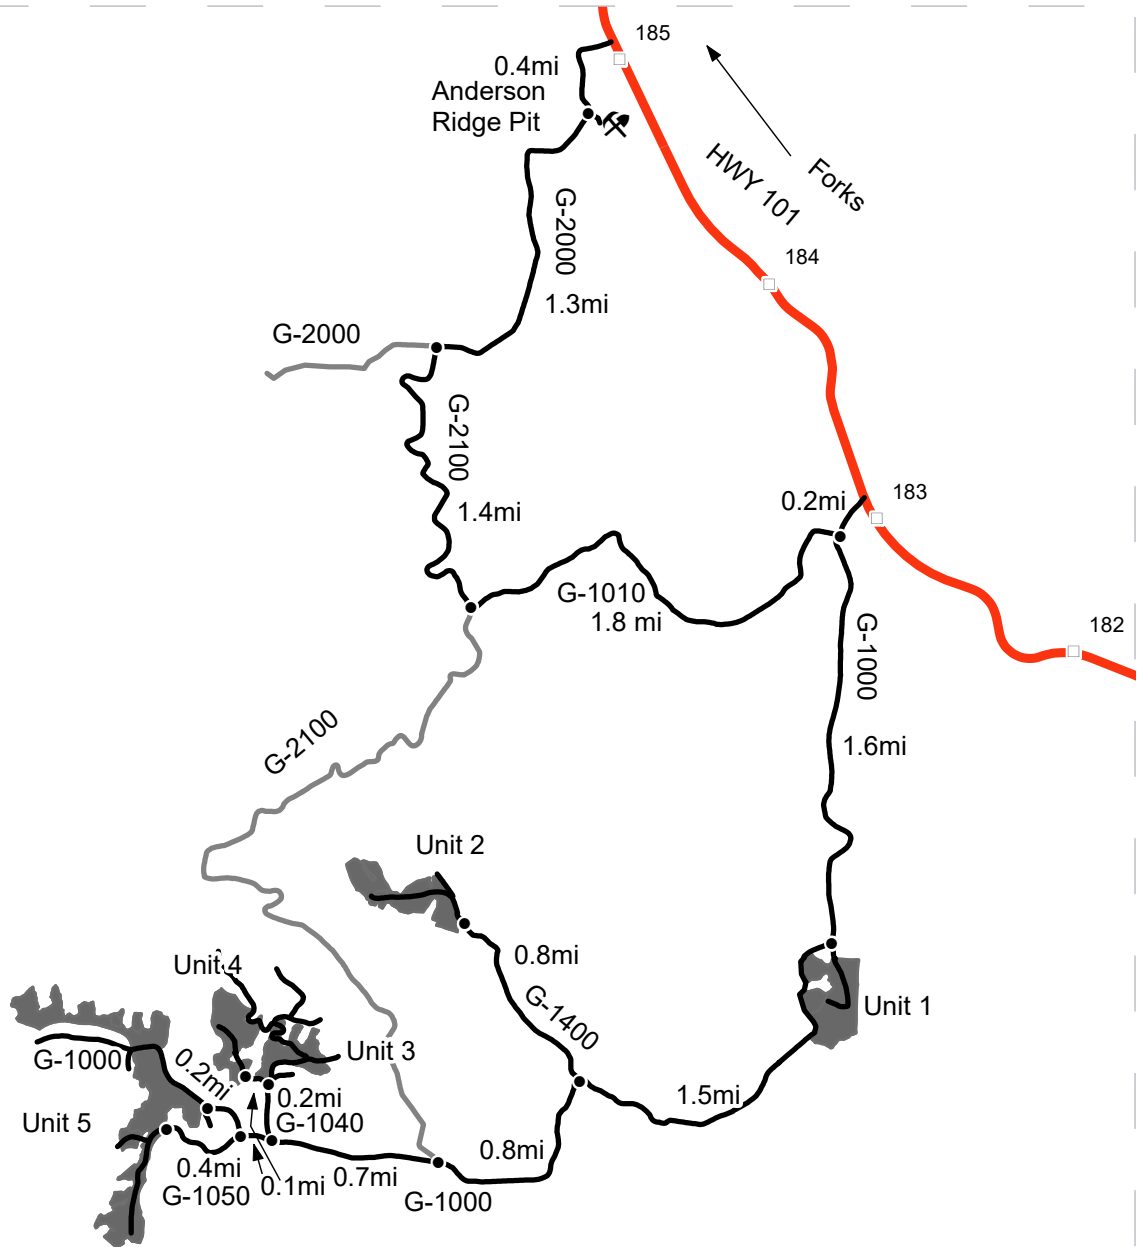 185
0.4mi
Anderson
Ridge Pit
HWY 101
Forks
G-2000
184
1.3mi
G-2000
G-2100
1.4mi
0.2mi
183
G-1010
1.8 mi
G-1000
182
G-2100
1.6mi
Unit 2
0.8mi
Unit 4
G-1400
Unit 1
G-1000
0.2mi
Unit 3
0.2mi
1.5mi
Unit 5
G-1040
0.4mi
0.1mi
0.7mi
0.8mi
G-1050
G-1000